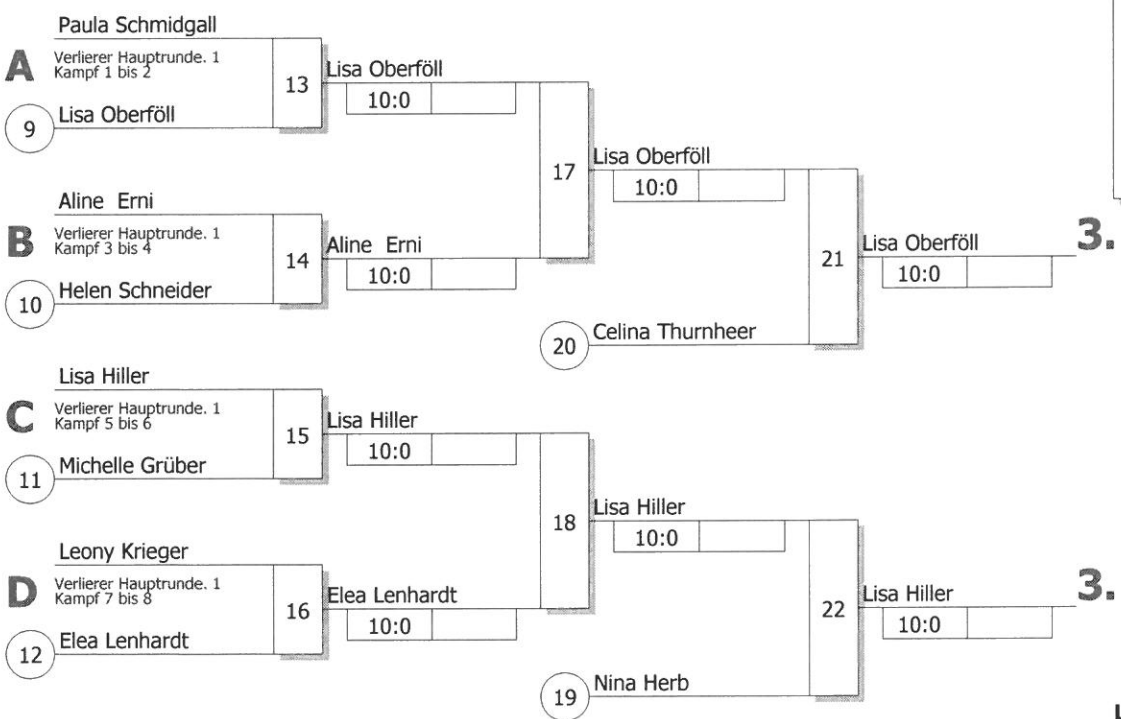 Paula Schmidgall
A Verlierer Hauptrunde. 1
Kampf 1 bis 2
13
Lisa Oberföll
10:0
9 Lisa Oberföll
17
Lisa Oberföll
10:0
Aline Erni
B Verlierer Hauptrunde. 1
Kampf 3 bis 4
14
Aline Erni
10:0
10 Helen Schneider
21
Lisa Oberföll
10:0
3.
20 Celina Thurnheer
Lisa Hiller
C Verlierer Hauptrunde. 1
Kampf 5 bis 6
15
Lisa Hiller
10:0
11 Michelle Grüber
18
Lisa Hiller
10:0
Leony Krieger
D Verlierer Hauptrunde. 1
Kampf 7 bis 8
16
Elea Lenhardt
10:0
12 Elea Lenhardt
22
Lisa Hiller
10:0
3.
19 Nina Herb